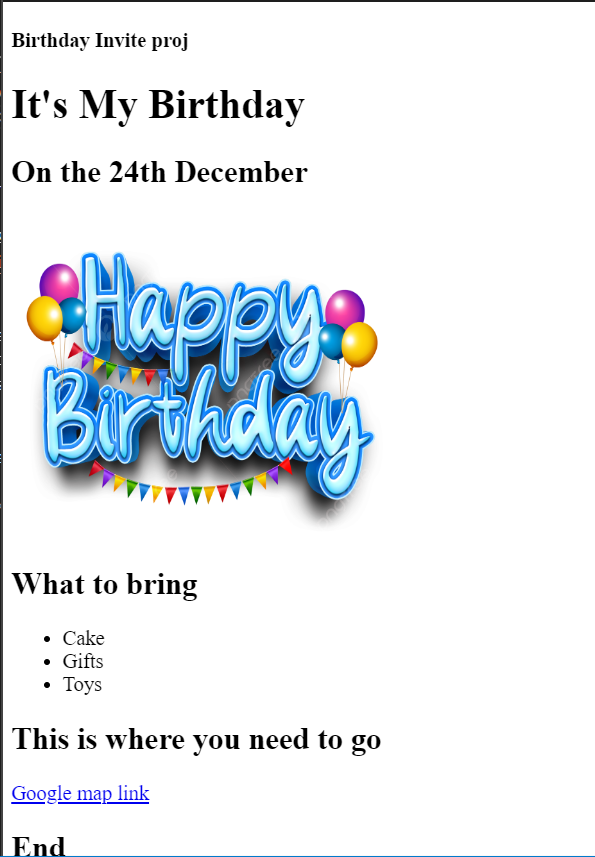 Birthday Invite proj
It's My Birthday
On the 24th December
Happy
Birthday
What to bring
Cake
Gifts
Toys
This is where you need to go
Google map link
End